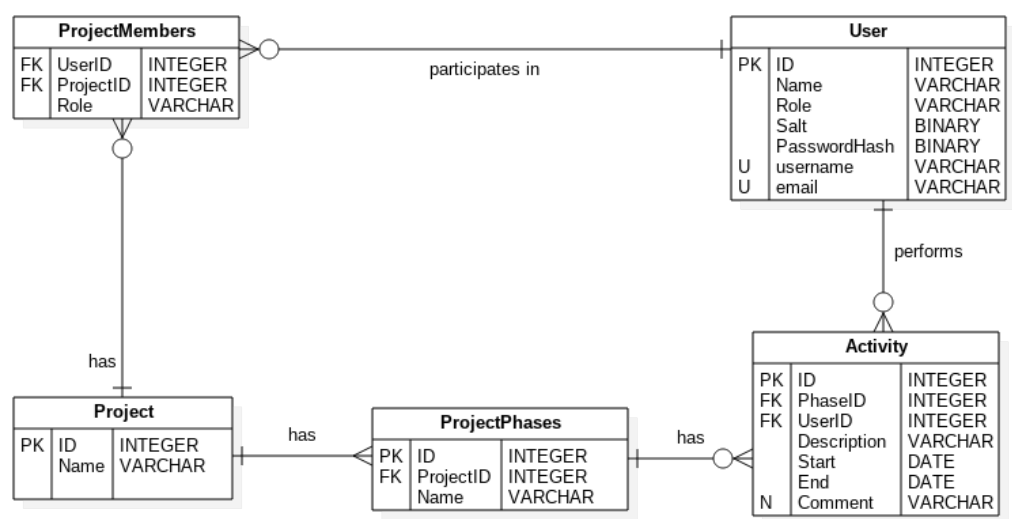 ProjectMembers
FK UserID INTEGER
FK ProjectID INTEGER
Role VARCHAR
participates in
User
PK ID INTEGER
Name VARCHAR
Role VARCHAR
Salt BINARY
PasswordHash BINARY
U username VARCHAR
U email VARCHAR
performs
has
Project
PK ID INTEGER
Name VARCHAR
has
ProjectPhases
PK ID INTEGER
FK ProjectID INTEGER
Name VARCHAR
has
Activity
PK ID INTEGER
FK PhaseID INTEGER
FK UserID INTEGER
Description VARCHAR
Start DATE
End DATE
N Comment VARCHAR